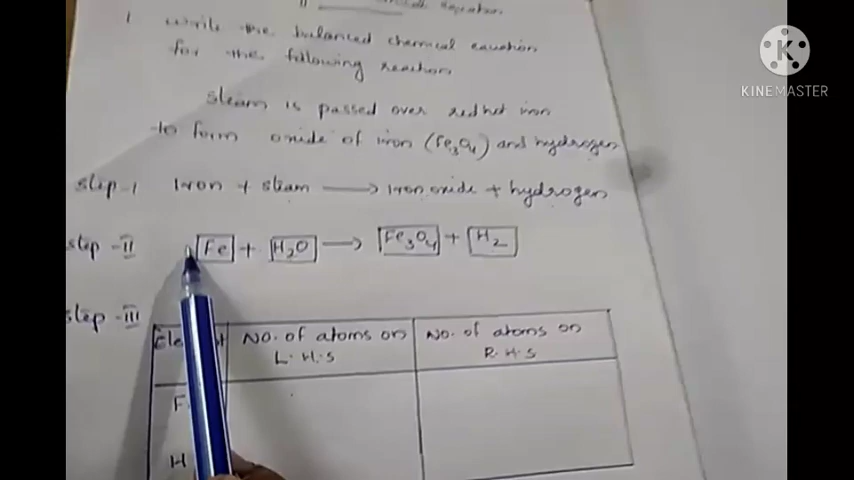 equation
1 write the balanced chemical equation
for the following reaction
KINEMASTER
steam is passed over redhot iron
to form oxide of iron (Fe3O4) and hydrogen
Step-1 Iron + steam → Iron oxide + hydrogen
Step-II Fe + H2O → Fe3O4 + H2
Step-III
No. of atoms on L.H.S No. of atoms on R.H.S
F
H